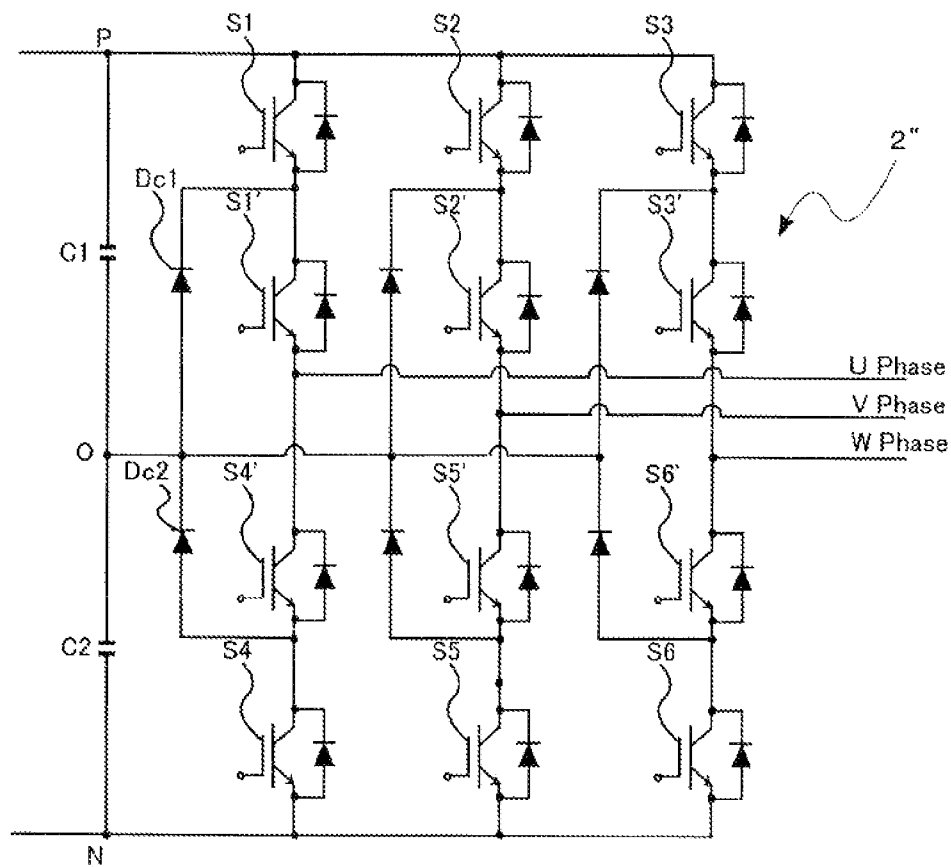 S1 S2 S3
P
2"
Dc1 S1' S2' S3'
C1
U Phase
V Phase
O W Phase
S4' S5' S6'
Dc2
C2 S4 S5 S6
N